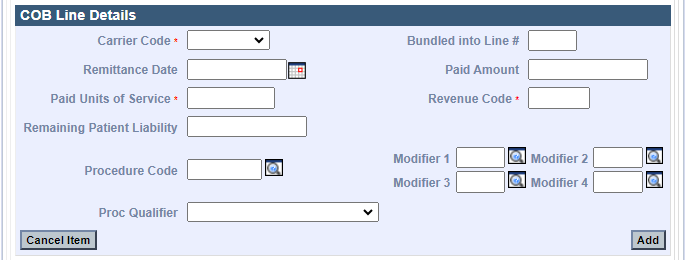 COB Line Details
Carrier Code * Bundled into Line #
Remittance Date Paid Amount
Paid Units of Service * Revenue Code *
Remaining Patient Liability
Procedure Code Modifier 1 Modifier 2
Modifier 3 Modifier 4
Proc Qualifier
Cancel Item Add